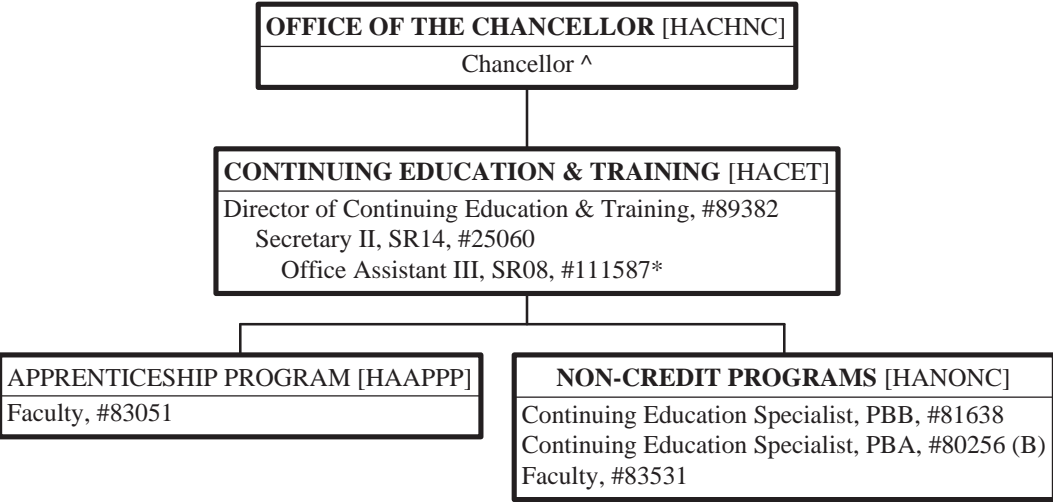 OFFICE OF THE CHANCELLOR [HACHNC]
Chancellor ^
CONTINUING EDUCATION & TRAINING [HACET]
Director of Continuing Education & Training, #89382
Secretary II, SR14, #25060
Office Assistant III, SR08, #111587*
APPRENTICESHIP PROGRAM [HAAPPP]
Faculty, #83051
NON-CREDIT PROGRAMS [HANONC]
Continuing Education Specialist, PBB, #81638
Continuing Education Specialist, PBA, #80256 (B)
Faculty, #83531